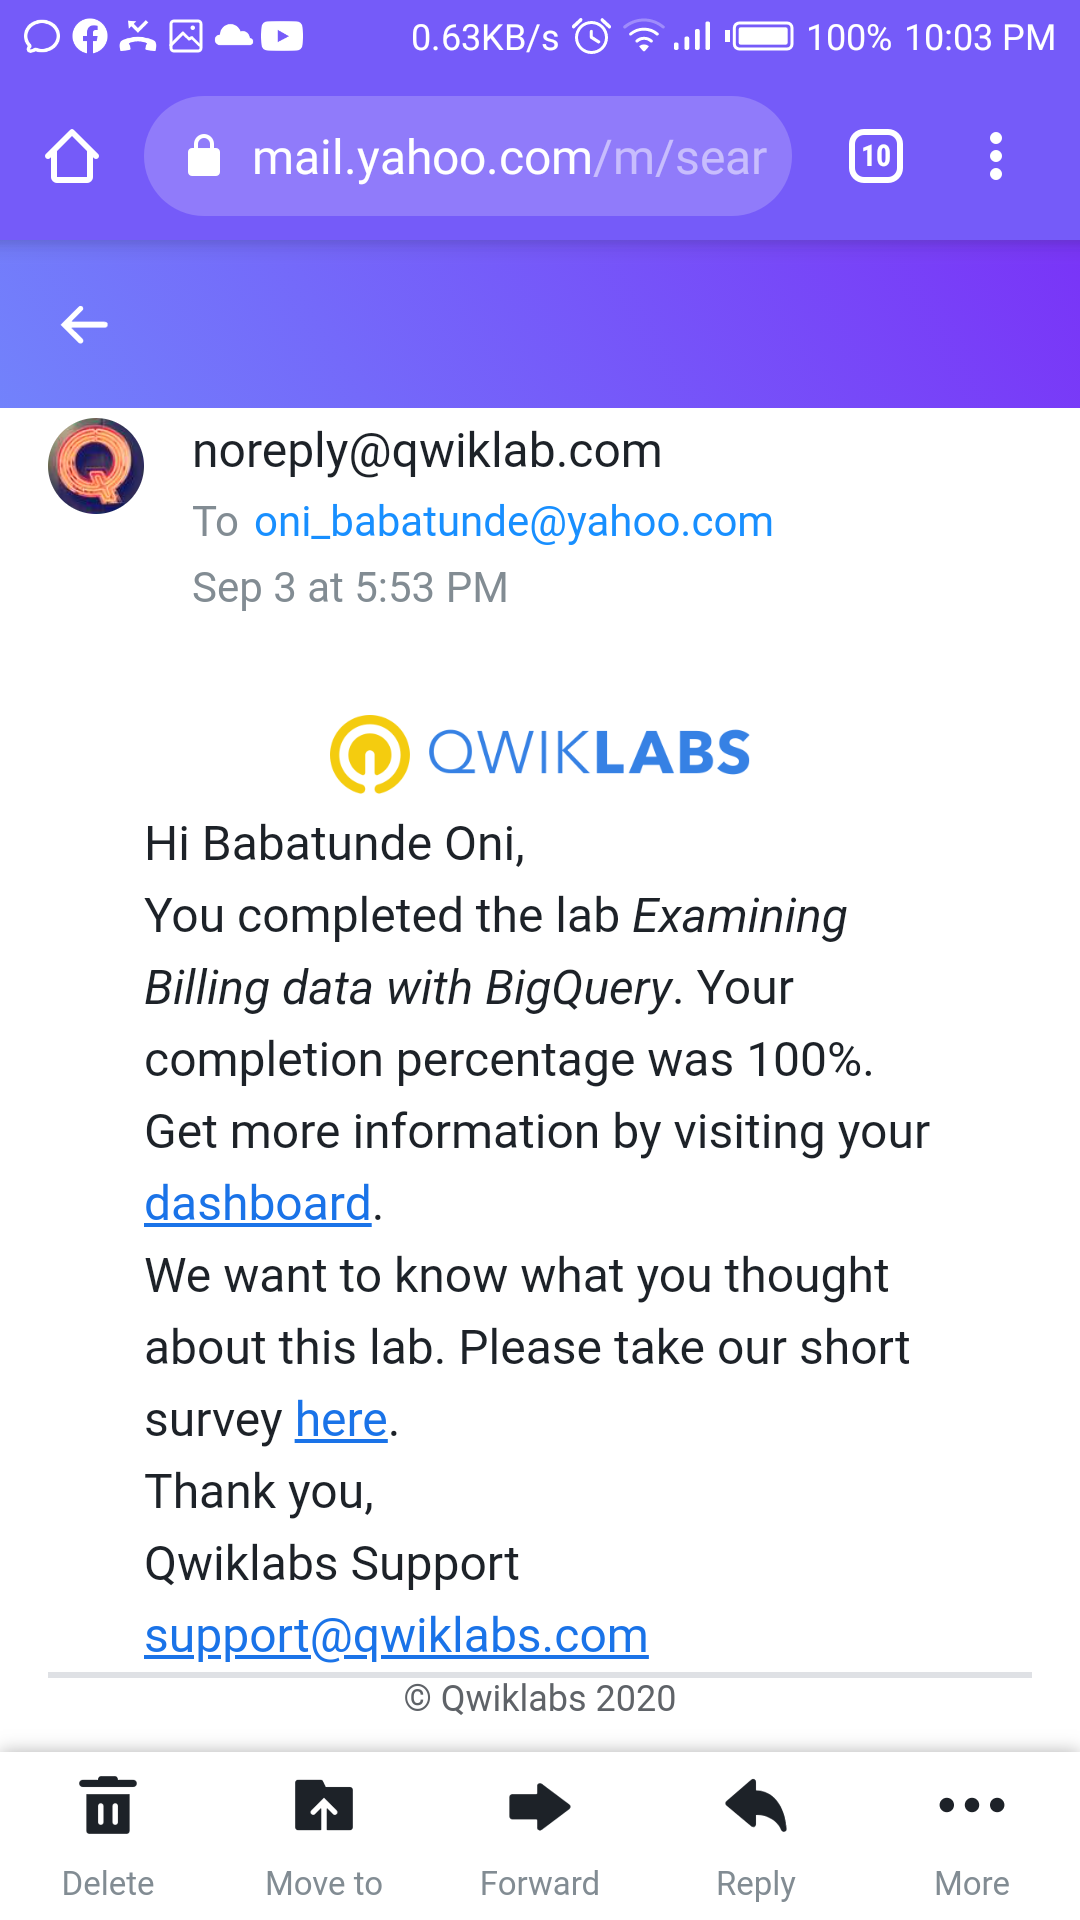 0.63KB/s 100% 10:03 PM
mail.yahoo.com/m/sear 10
noreply@qwiklab.com
To oni_babatunde@yahoo.com
Sep 3 at 5:53 PM
QWIKLABS
Hi Babatunde Oni,
You completed the lab Examining
Billing data with BigQuery. Your
completion percentage was 100%.
Get more information by visiting your
dashboard.
We want to know what you thought
about this lab. Please take our short
survey here.
Thank you,
Qwiklabs Support
support@qwiklabs.com
© Qwiklabs 2020
Delete Move to Forward Reply More